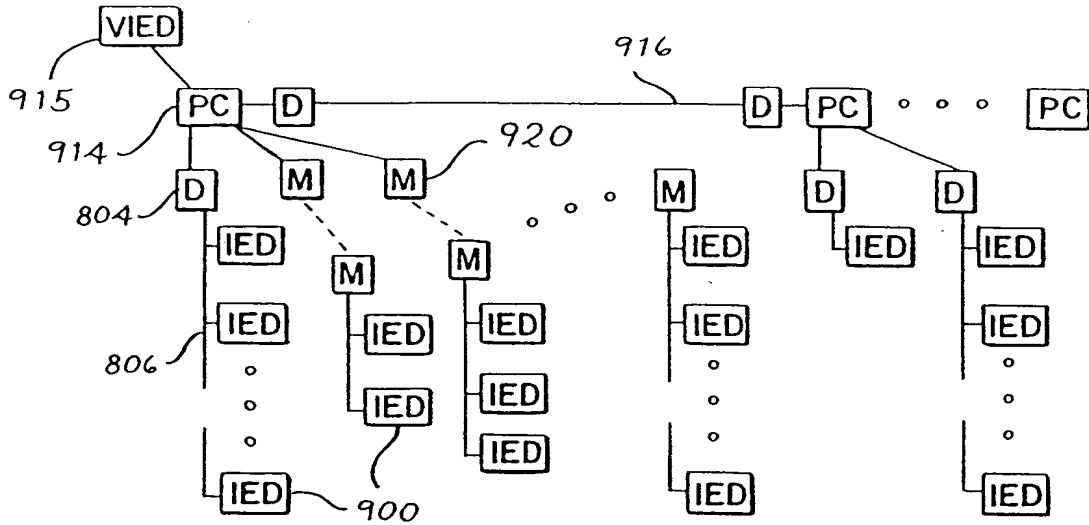 VIED
916
915
PC D D PC PC
914
920
M M
804 D M D D
IED M M IED IED IED
806 IED IED IED IED IED
IED IED
IED
IED 900 IED IED